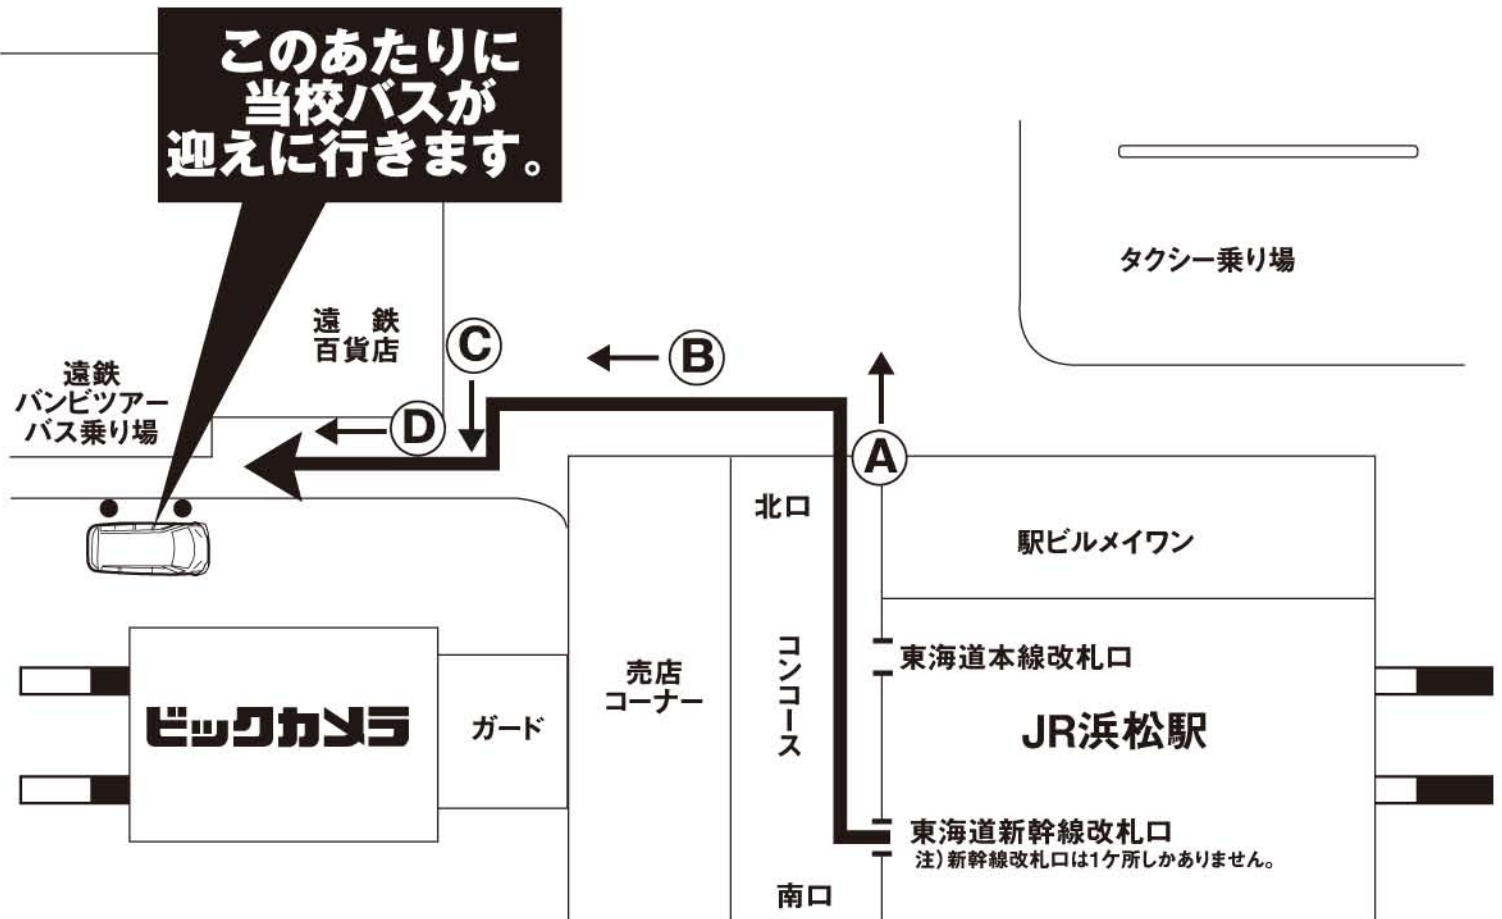 このあたりに
当校バスが
迎えに行きます。
タクシー乗り場
遠鉄
百貨店
C
B
遠鉄
バンビツアー
バス乗り場
D
A
北口
駅ビルメイワン
コンコース
東海道本線改札口
売店
コーナー
ビックカメラ
ガード
JR浜松駅
東海道新幹線改札口
注)新幹線改札口は1ケ所しかありません。
南口